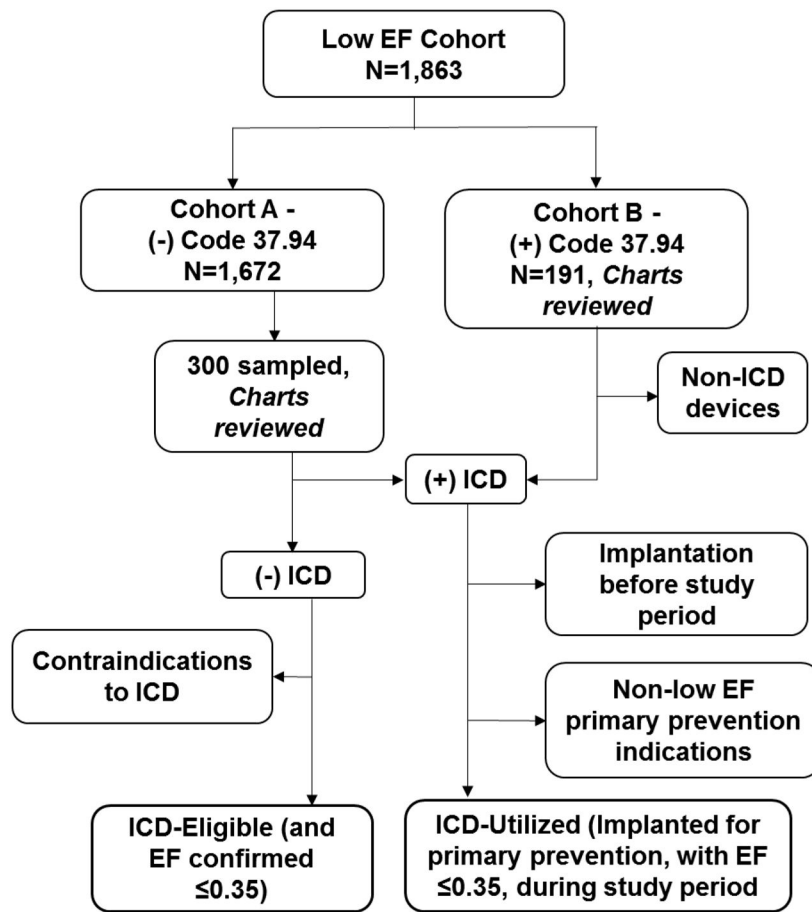 Low EF Cohort
N=1,863
Cohort A -
(-) Code 37.94
N=1,672
Cohort B -
(+) Code 37.94
N=191, Charts
reviewed
300 sampled,
Charts
reviewed
Non-ICD
devices
(+) ICD
(-) ICD
Implantation
before study
period
Contraindications
to ICD
Non-low EF
primary prevention
indications
ICD-Eligible (and
EF confirmed
≤0.35)
ICD-Utilized (Implanted for
primary prevention, with EF
≤0.35, during study period